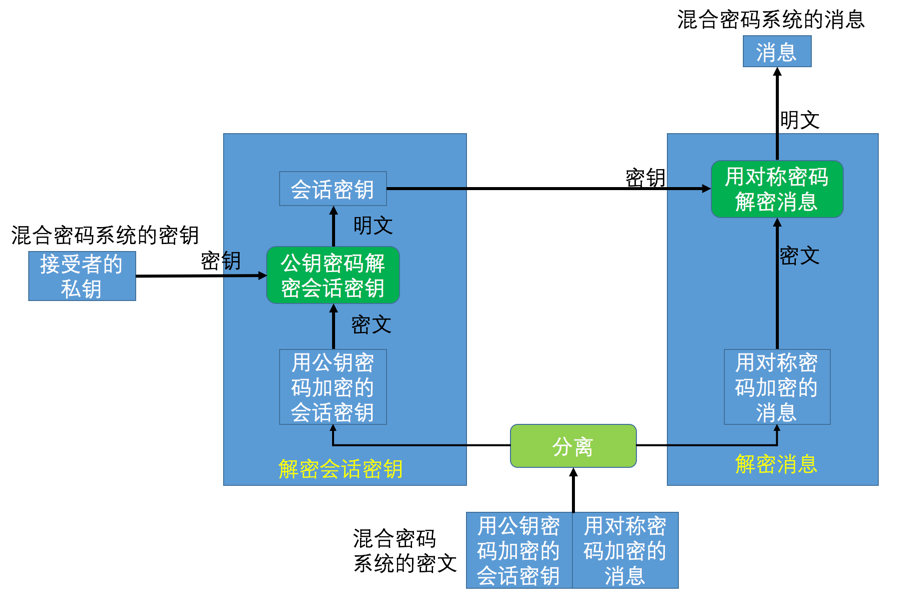 混合密码系统的消息
消息
明文
会话密钥
密钥
用对称密码
解密消息
明文
混合密码系统的密钥
接受者的
私钥
密钥
公钥密码解
密会话密钥
密文
密文
用公钥密
码加密的
会话密钥
用对称密
码加密的
消息
分离
解密会话密钥
解密消息
混合密码
系统的密文
用公钥密
码加密的
会话密钥
用对称密
码加密的
消息